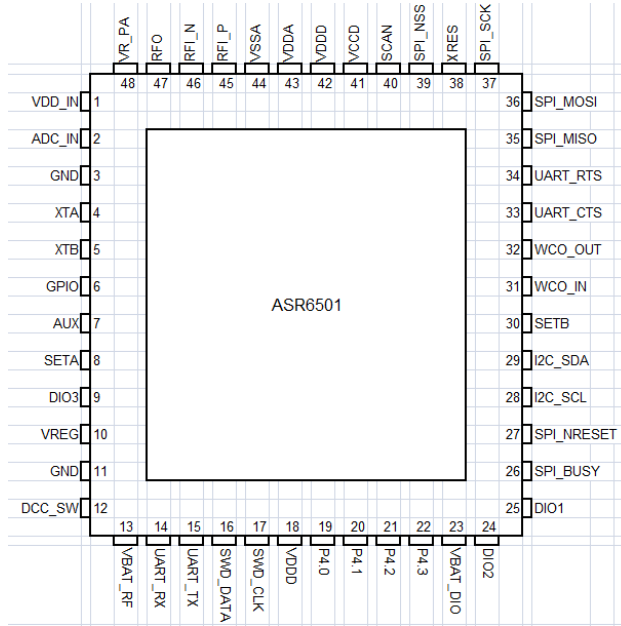 VR_PA
RFO
RFI_N
RFI_P
VSSA
VDDA
VDDD
VCCD
SCAN
SPI_NSS
XRES
SPI_SCK
48 47 46 45 44 43 42 41 40 39 38 37
VDD_IN 1 36 SPI_MOSI
ADC_IN 2 35 SPI_MISO
GND 3 34 UART_RTS
XTA 4 33 UART_CTS
XTB 5 32 WCO_OUT
GPIO 6 31 WCO_IN
ASR6501
AUX 7 30 SETB
SETA 8 29 I2C_SDA
DIO3 9 28 I2C_SCL
VREG 10 27 SPI_NRESET
GND 11 26 SPI_BUSY
DCC_SW 12 25 DIO1
13 14 15 16 17 18 19 20 21 22 23 24
VBAT_RF
UART_RX
UART_TX
SWD_DATA
SWD_CLK
VDDD
P4.0
P4.1
P4.2
P4.3
VBAT_DIO
DIO2